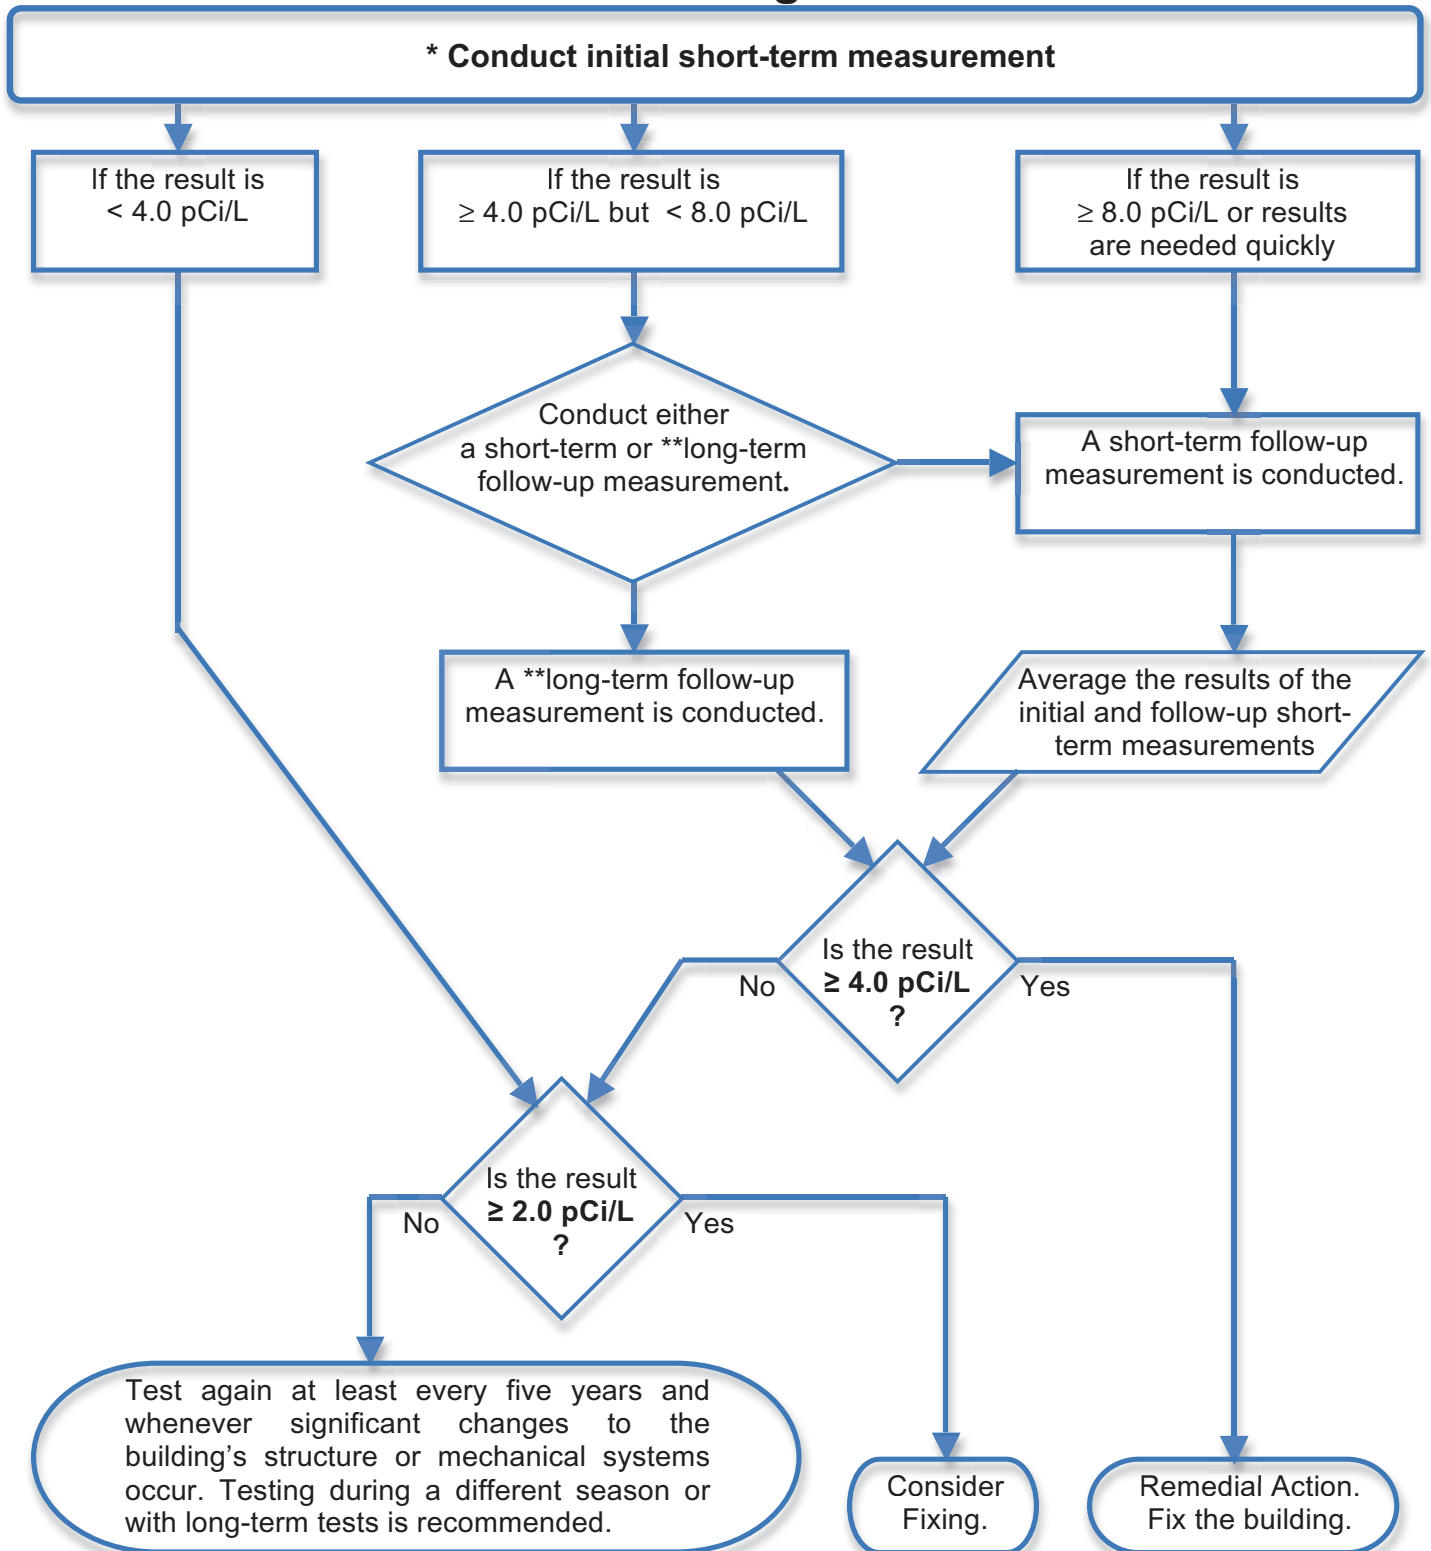 * Conduct initial short-term measurement
If the result is
< 4.0 pCi/L
If the result is
≥ 4.0 pCi/L but < 8.0 pCi/L
If the result is
≥ 8.0 pCi/L or results
are needed quickly
Conduct either
a short-term or **long-term
follow-up measurement.
A short-term follow-up
measurement is conducted.
A **long-term follow-up
measurement is conducted.
Average the results of the
initial and follow-up short-
term measurements
Is the result
≥ 4.0 pCi/L
?
No
Yes
Is the result
≥ 2.0 pCi/L
?
No
Yes
Test again at least every five years and
whenever significant changes to the
building’s structure or mechanical systems
occur. Testing during a different season or
with long-term tests is recommended.
Consider
Fixing.
Remedial Action.
Fix the building.